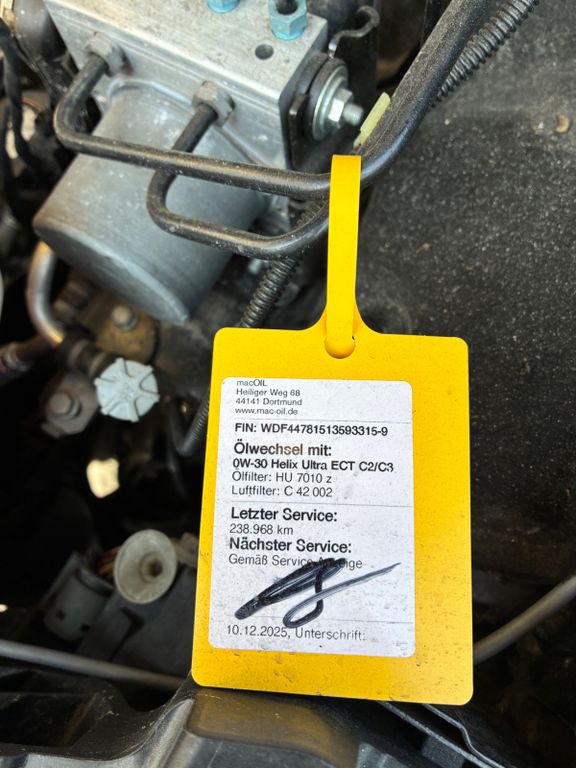 macOIL
Heiliger Weg 68
44141 Dortmund
www.mac-oil.de
FIN: WDF44781513593315-9
Ölwechsel mit:
0W-30 Helix Ultra ECT C2/C3
Ölfilter: HU 7010 z
Luftfilter: C 42 002
Letzter Service:
238.968 km
Nächster Service:
Gemäß Service Anzeige
10.12.2025, Unterschrift: